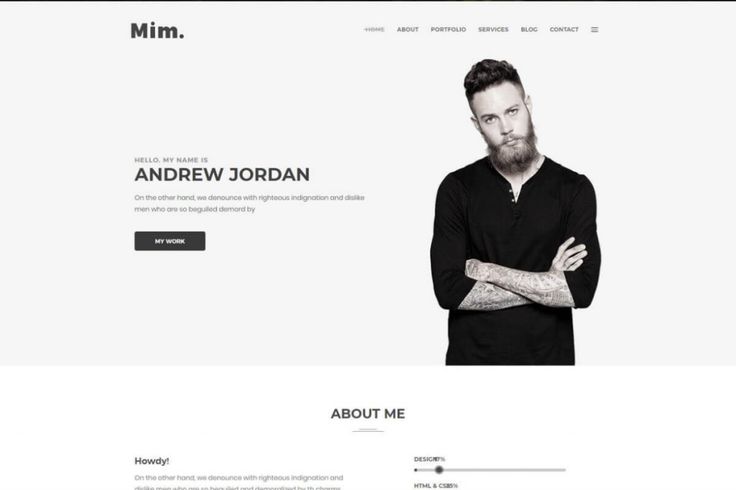 Mim.
HOME ABOUT PORTFOLIO SERVICES BLOG CONTACT
HELLO, MY NAME IS
ANDREW JORDAN
On the other hand, we denounce with righteous indignation and dislike
men who are so beguiled demord by
MY WORK
ABOUT ME
Howdy!
On the other hand, we denounce with righteous indignation and
dislike men who are so beguiled and demoralized by th charms
DESIGN
HTML & CSS